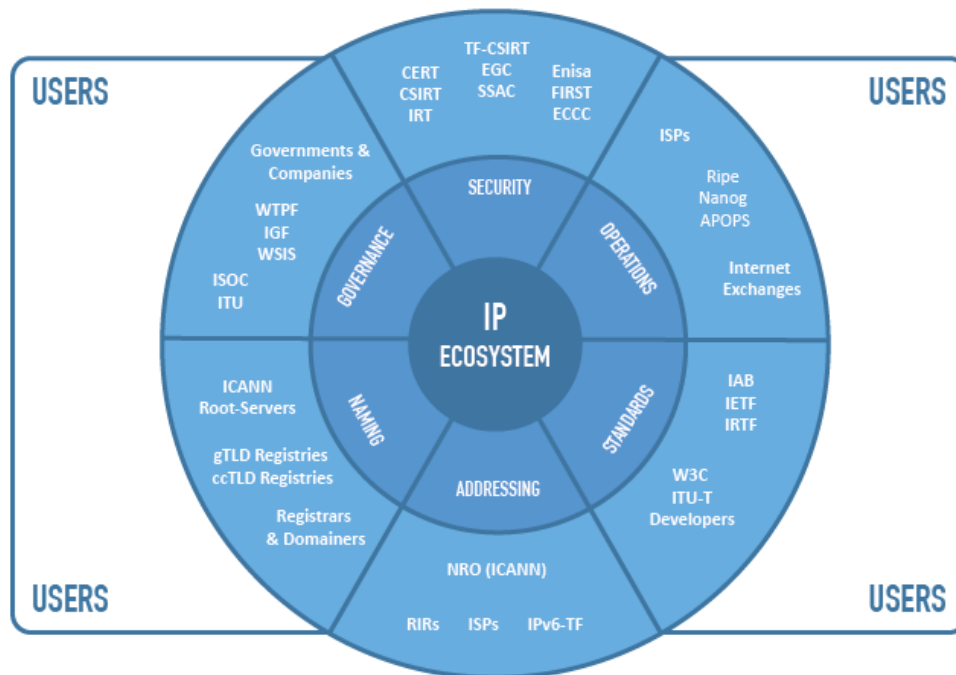 USERS
USERS
TF-CSIRT
EGC
SSAC
CERT
CSIRT
IRT
Enisa
FIRST
ECCC
Governments &
Companies
WTPF
IGF
WSIS
ISOC
ITU
ISPs
Ripe
Nanog
APOPS
Internet
Exchanges
SECURITY
GOVERNANCE
OPERATIONS
IP
ECOSYSTEM
NAMING
STANDARDS
ADDRESSING
ICANN
Root-Servers
gTLD Registries
ccTLD Registries
Registrars
& Domainers
IAB
IETF
IRTF
W3C
ITU-T
Developers
NRO (ICANN)
RIRs ISPs IPv6-TF
USERS
USERS